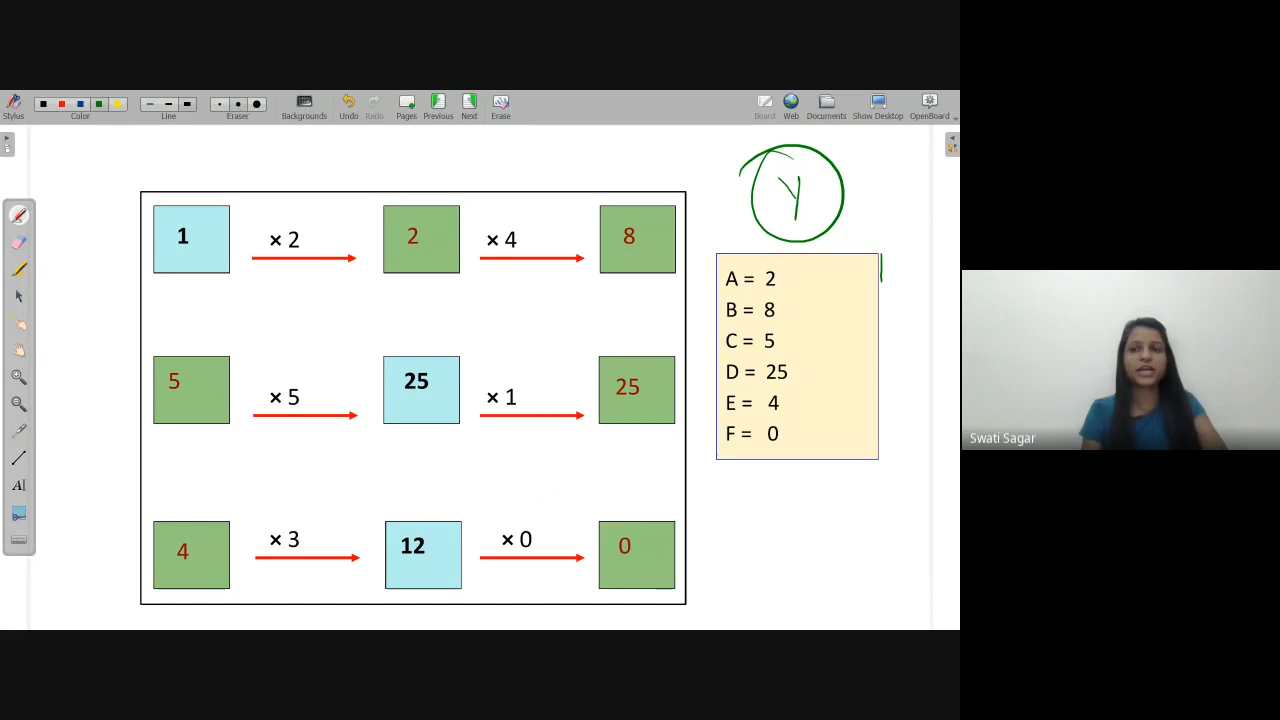 Stylus
Color
Line
Eraser
Backgrounds
Undo
Redo
Pages
Previous
Next
Erase
Board
Web
Documents
Show Desktop
OpenBoard
Y
1 × 2 2 × 4 8
5 × 5 25 × 1 25
4 × 3 12 × 0 0
A = 2
B = 8
C = 5
D = 25
E = 4
F = 0
Swati Sagar